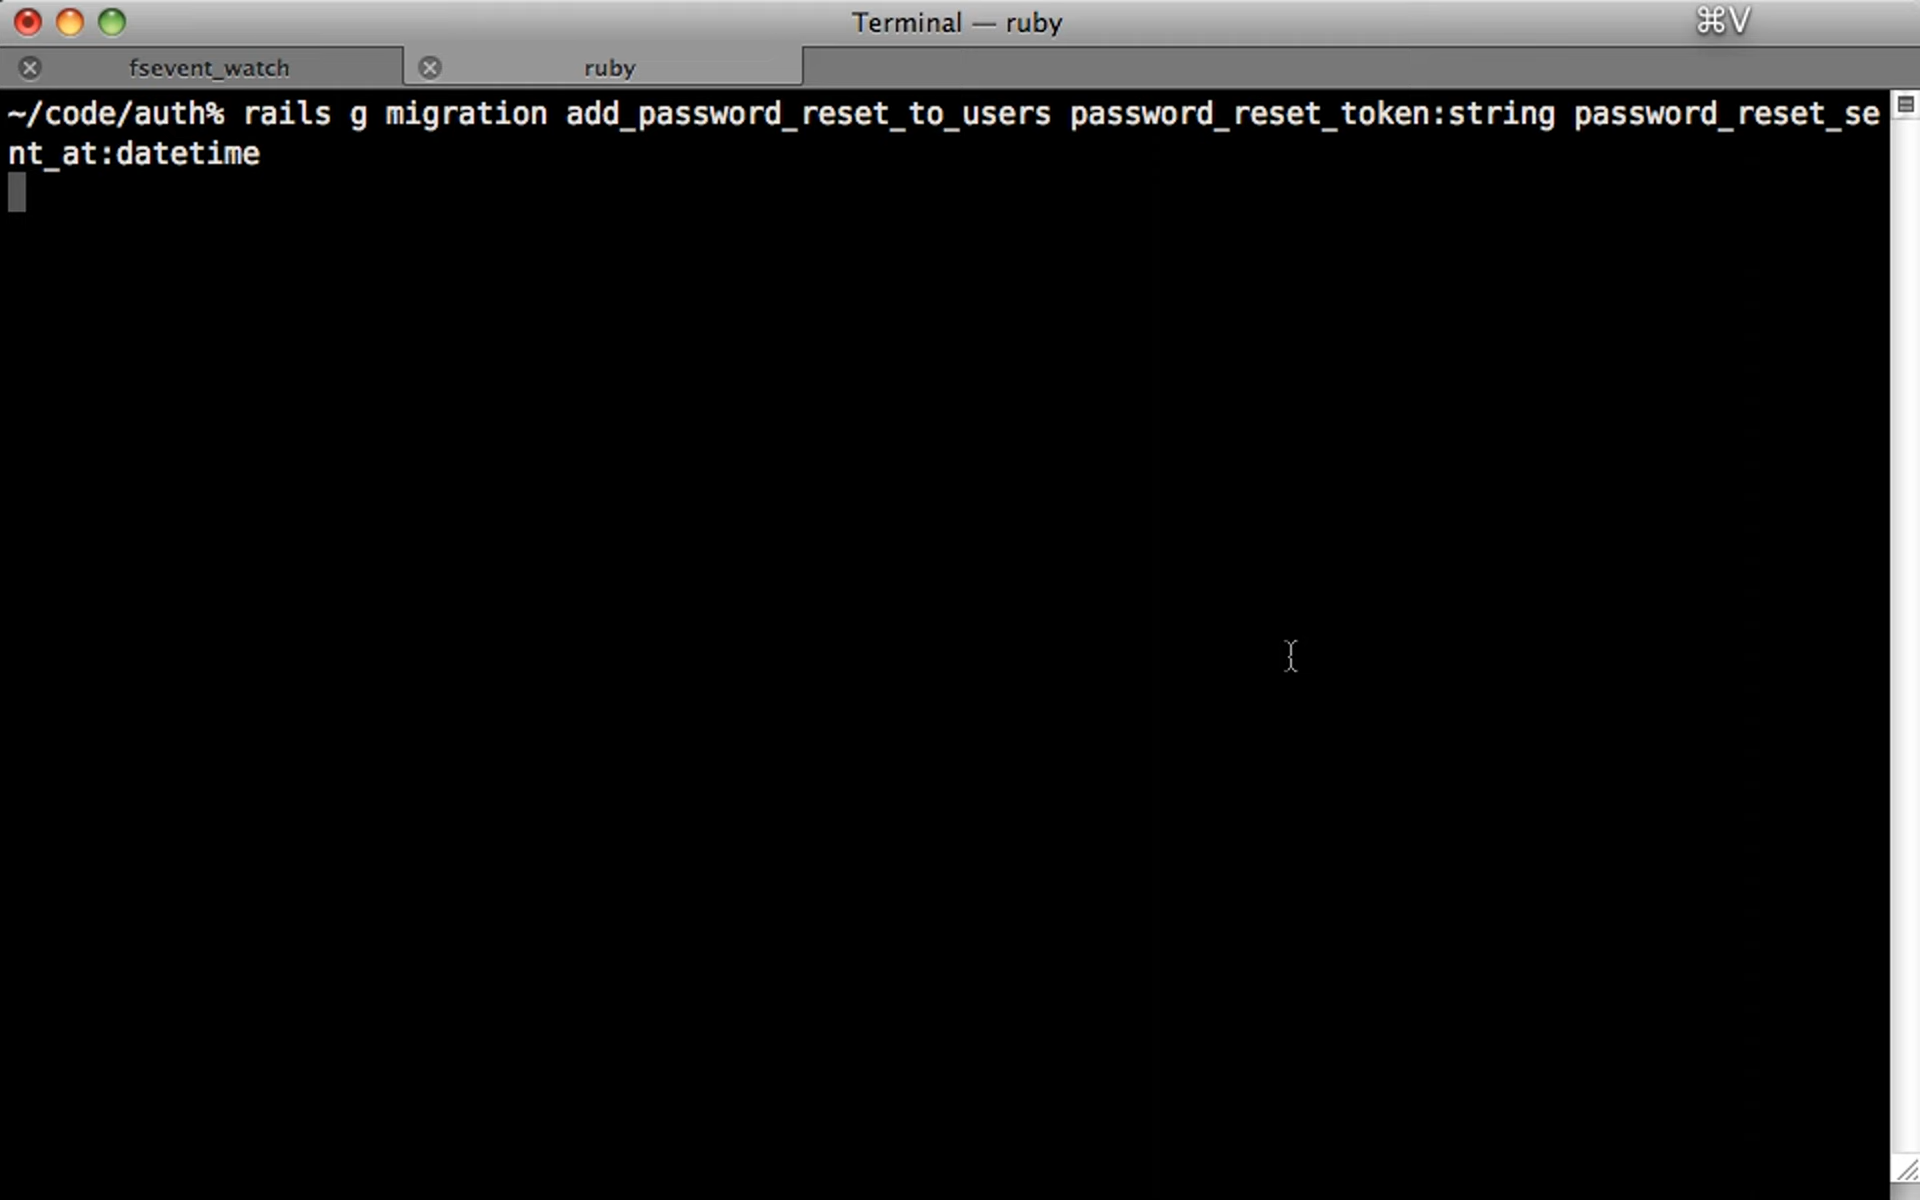 Terminal — ruby
⌘V
fsevent_watch
ruby
~/code/auth% rails g migration add_password_reset_to_users password_reset_token:string password_reset_se
nt_at:datetime